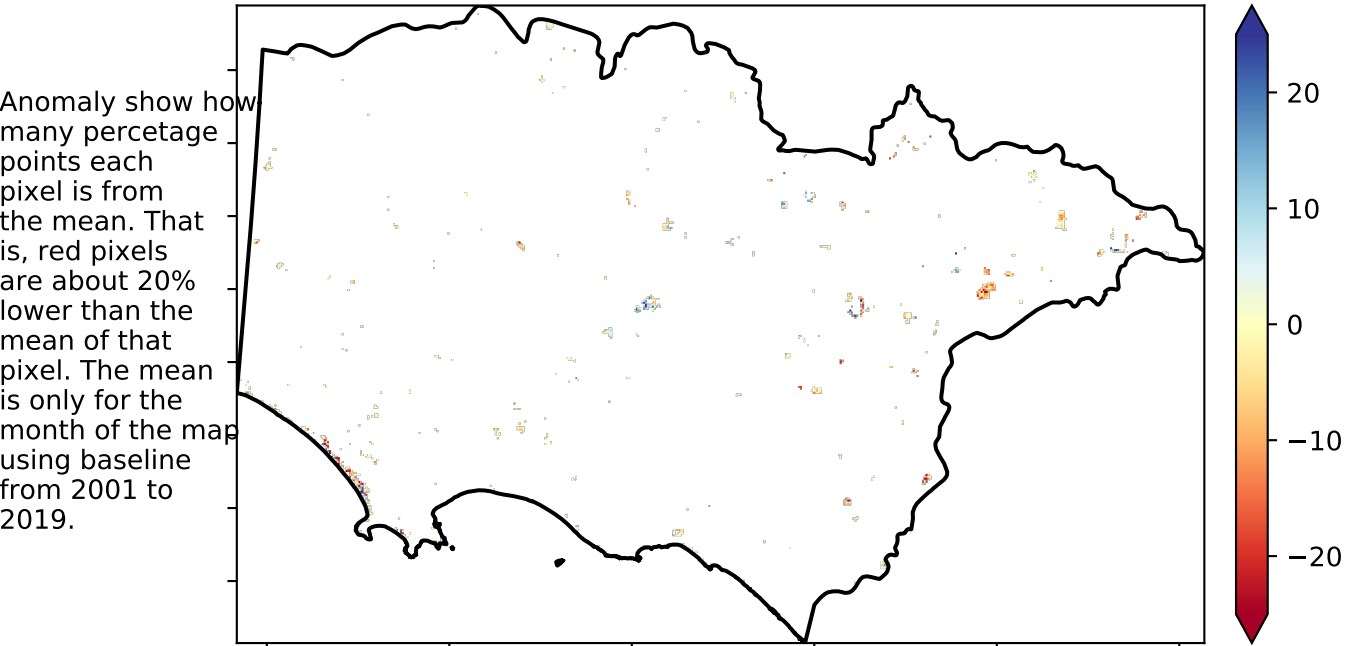 Anomaly show how
many percetage
points each
pixel is from
the mean. That
is, red pixels
are about 20%
lower than the
mean of that
pixel. The mean
is only for the
month of the map
using baseline
from 2001 to
2019.
20
10
0
−10
−20